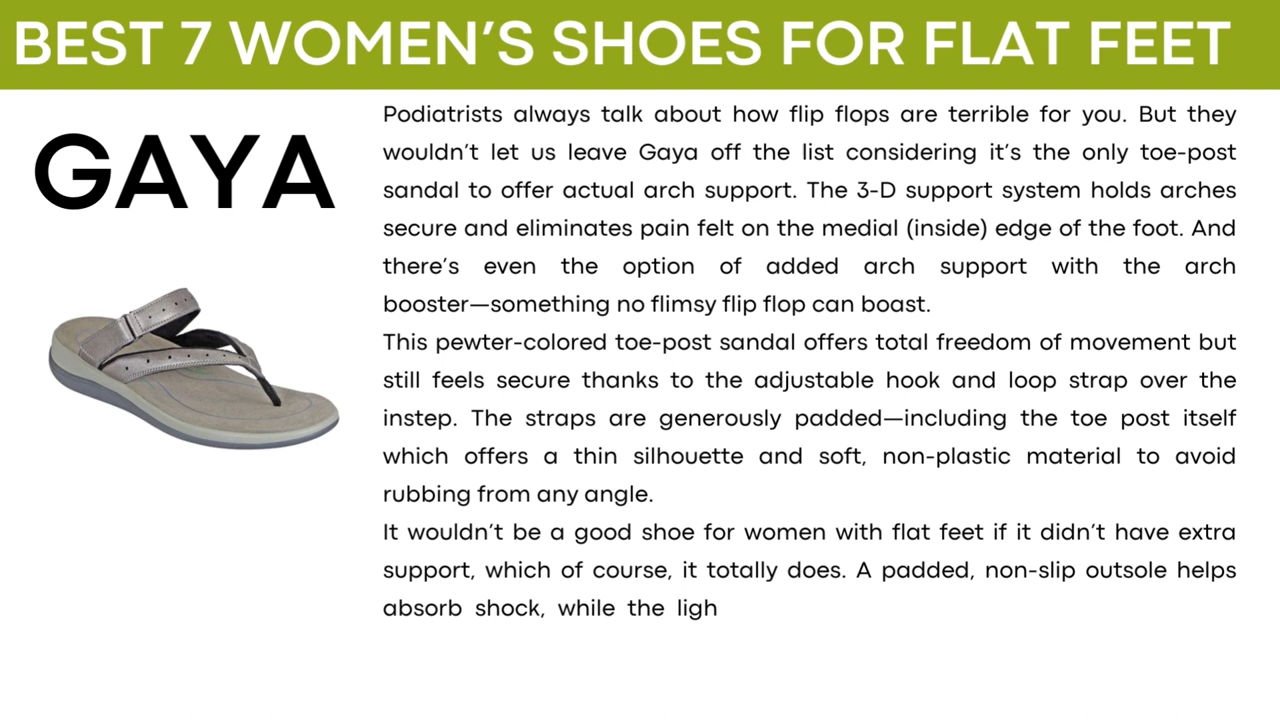 BEST 7 WOMEN'S SHOES FOR FLAT FEET
GAYA
Podiatrists always talk about how flip flops are terrible for you. But they
wouldn't let us leave Gaya off the list considering it's the only toe-post
sandal to offer actual arch support. The 3-D support system holds arches
secure and eliminates pain felt on the medial (inside) edge of the foot. And
there's even the option of added arch support with the arch
booster—something no flimsy flip flop can boast.
This pewter-colored toe-post sandal offers total freedom of movement but
still feels secure thanks to the adjustable hook and loop strap over the
instep. The straps are generously padded—including the toe post itself
which offers a thin silhouette and soft, non-plastic material to avoid
rubbing from any angle.
It wouldn't be a good shoe for women with flat feet if it didn't have extra
support, which of course, it totally does. A padded, non-slip outsole helps
absorb shock, while the ligh